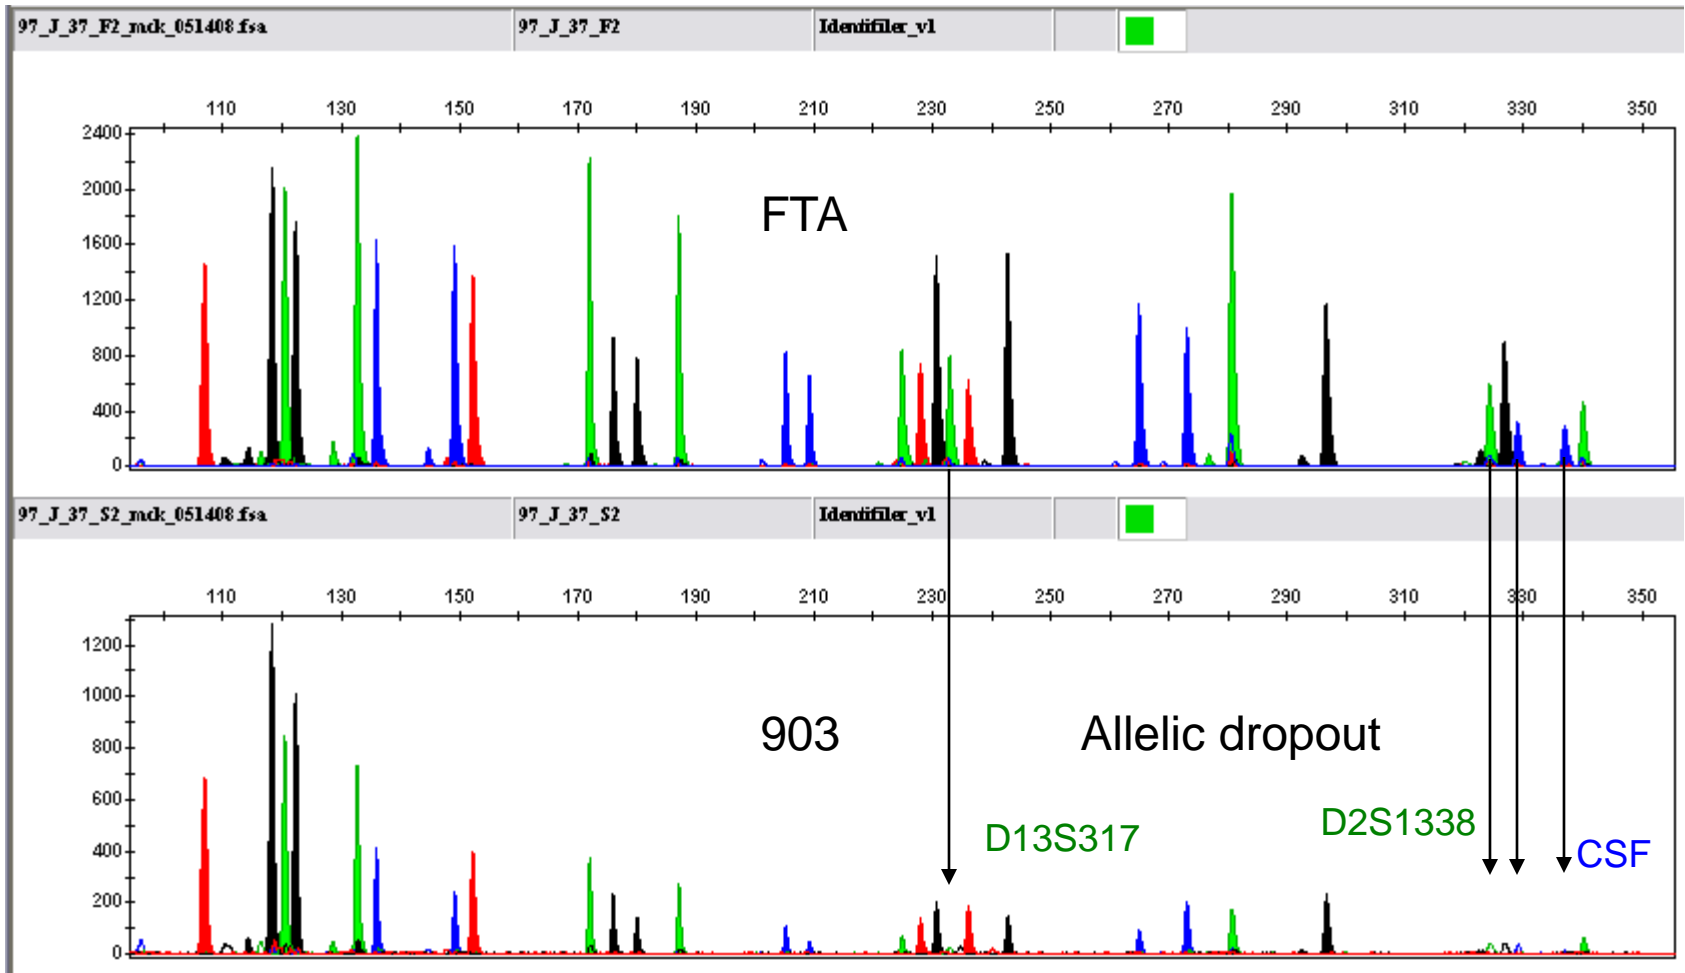 97_J_37_F2_mck_051408.fsa 97_J_37_F2 Identifiler_v1
110 130 150 170 190 210 230 250 270 290 310 330 350
2400
2000
1600
1200
800
400
0
FTA
97_J_37_S2_mck_051408.fsa 97_J_37_S2 Identifiler_v1
110 130 150 170 190 210 230 250 270 290 310 330 350
1200
1000
800
600
400
200
0
903 Allelic dropout
D13S317 D2S1338 CSF